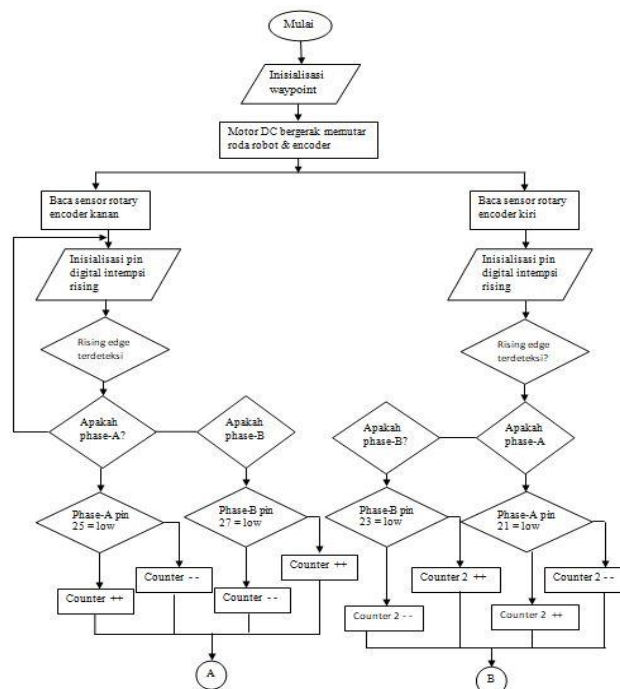 Mulai
Inisialisasi
waypoint
Motor DC bergerak memutar
roda robot & encoder
Baca sensor rotary
encoder kanan
Baca sensor rotary
encoder kiri
Inisialisasi pin
digital intempsi
rising
Inisialisasi pin
digital intempsi
rising
Rising edge
terdeteksi
Rising edge
terdeteksi?
Apakah
phase-A?
Apakah
phase-B
Apakah
phase-B?
Apakah
phase-A
Phase-A pin
25 = low
Phase-B pin
27 = low
Phase-B pin
23 = low
Phase-A pin
21 = low
Counter ++
Counter - -
Counter - -
Counter ++
Counter 2 - -
Counter 2 ++
Counter 2 ++
Counter 2 - -
A
B